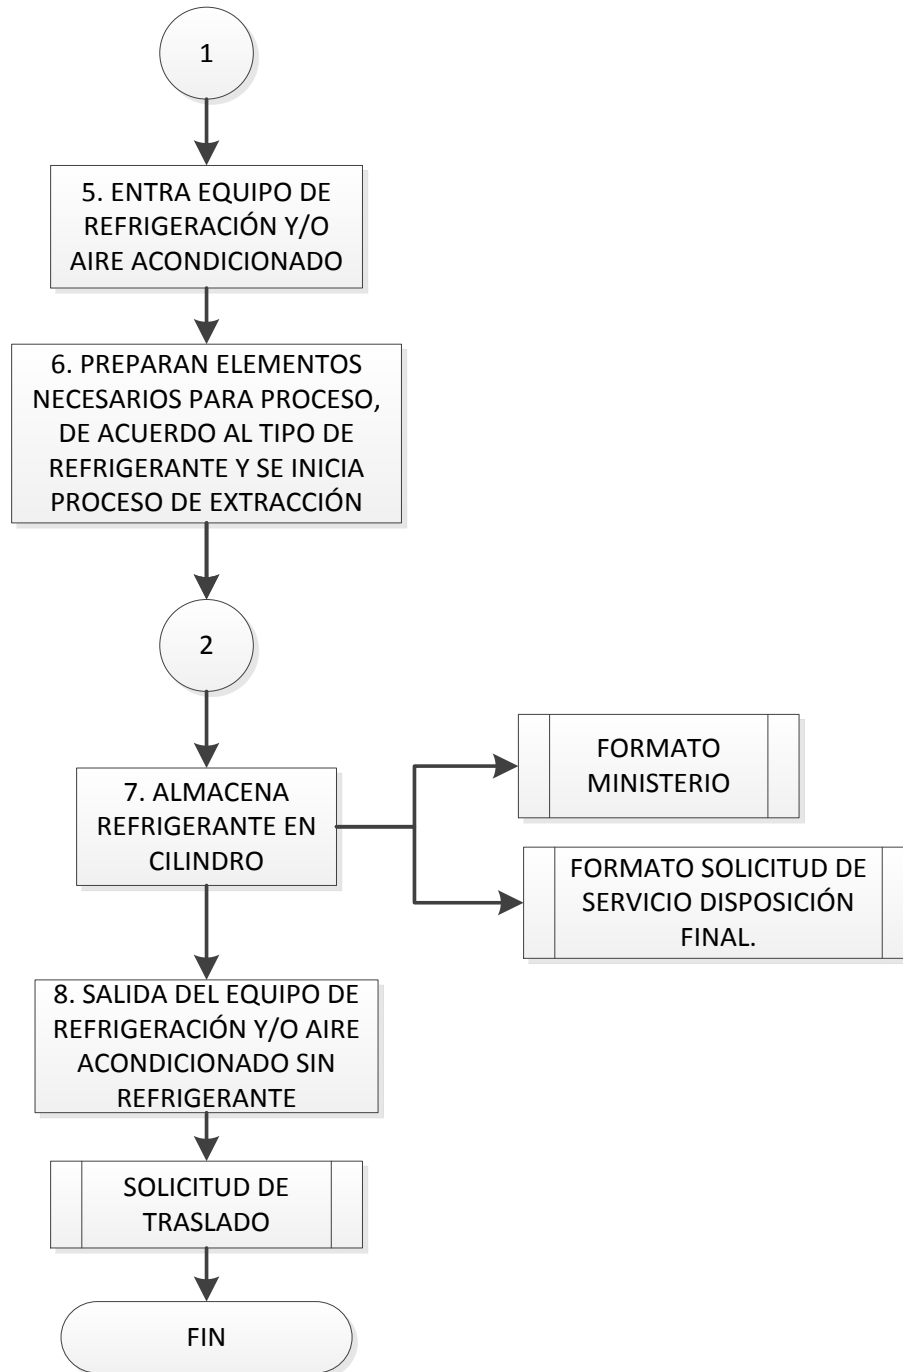 1
5. ENTRA EQUIPO DE
REFRIGERACIÓN Y/O
AIRE ACONDICIONADO
6. PREPARAN ELEMENTOS
NECESARIOS PARA PROCESO,
DE ACUERDO AL TIPO DE
REFRIGERANTE Y SE INICIA
PROCESO DE EXTRACCIÓN
2
7. ALMACENA
REFRIGERANTE EN
CILINDRO
FORMATO
MINISTERIO
FORMATO SOLICITUD DE
SERVICIO DISPOSICIÓN
FINAL.
8. SALIDA DEL EQUIPO DE
REFRIGERACIÓN Y/O AIRE
ACONDICIONADO SIN
REFRIGERANTE
SOLICITUD DE
TRASLADO
FIN